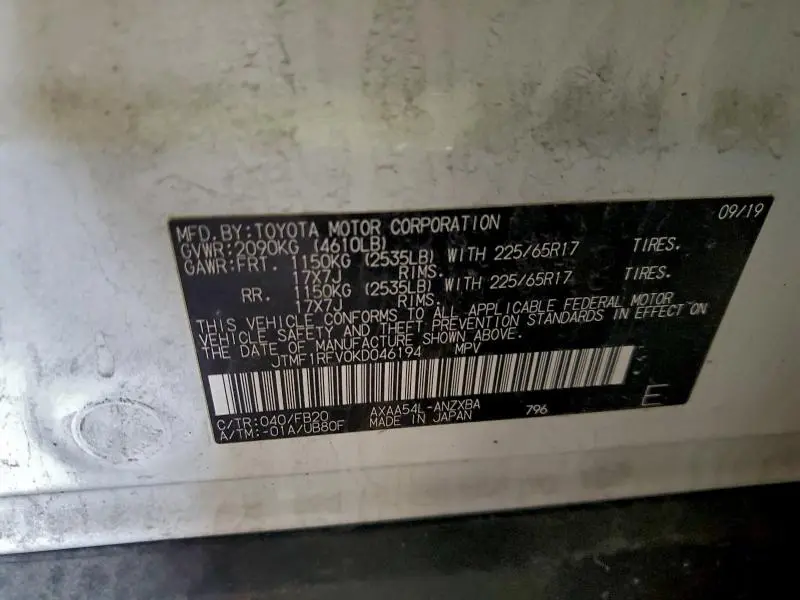 09/19
MFD.BY:TOYOTA MOTOR CORPORATION
GVWR:2090KG (4610LB)
GAWR:FRT. 1150KG (2535LB) WITH 225/65R17 TIRES.
17X7J RIMS.
RR. 1150KG (2535LB) WITH 225/65R17 TIRES.
17X7J RIMS.
THIS VEHICLE CONFORMS TO ALL APPLICABLE FEDERAL MOTOR
VEHICLE SAFETY AND THEFT PREVENTION STANDARDS IN EFFECT ON
THE DATE OF MANUFACTURE SHOWN ABOVE.
JTMF1RFV0KD046194 MPV
C/TR:040/FB20 AXAA54L-ANZXBA 796 E
A/TM:-01A/UB80F MADE IN JAPAN